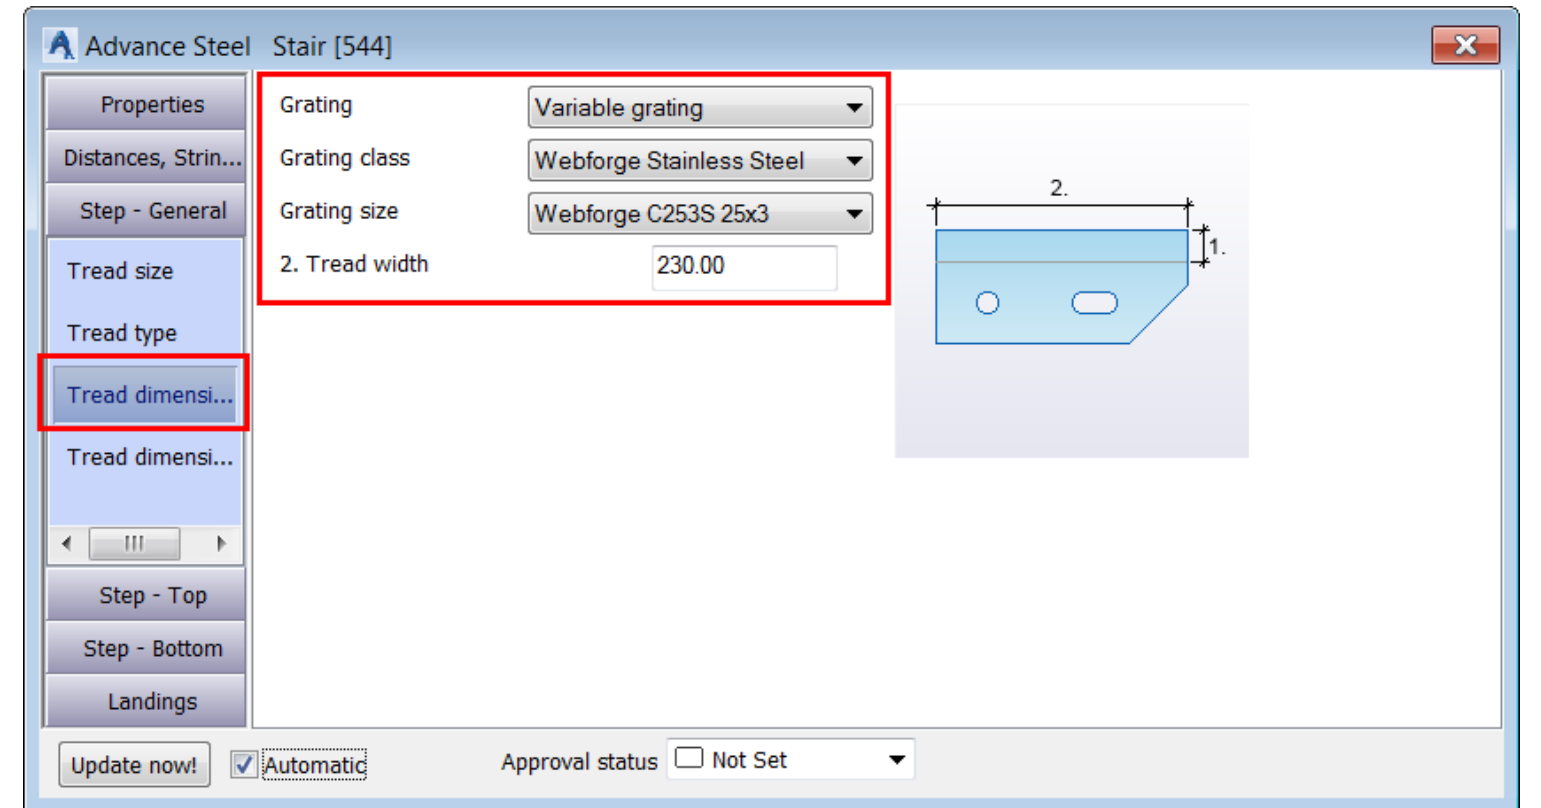 Advance Steel Stair [544]
Properties
Distances, Strin...
Step - General
Tread size
Tread type
Tread dimensi...
Tread dimensi...
Step - Top
Step - Bottom
Landings
Grating Variable grating
Grating class Webforge Stainless Steel
Grating size Webforge C253S 25x3
2. Tread width 230.00
2.
1.
Update now! Automatic Approval status Not Set